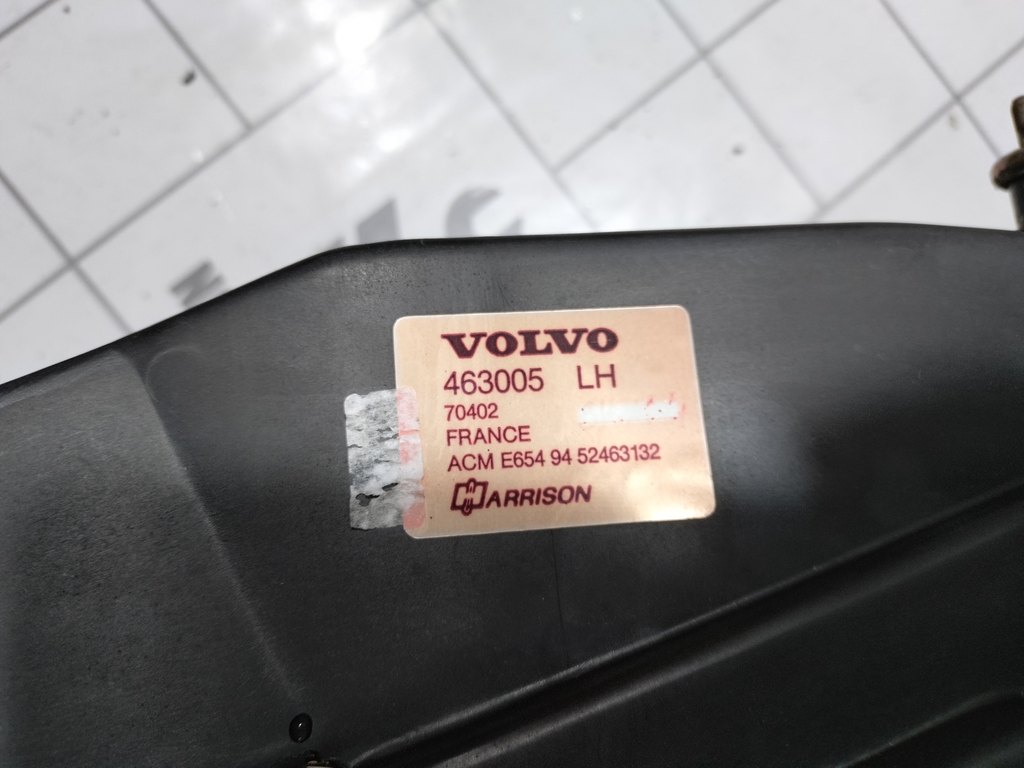 VOLVO
463005 LH
70402
FRANCE
ACM E654 94 52463132
HARRISON